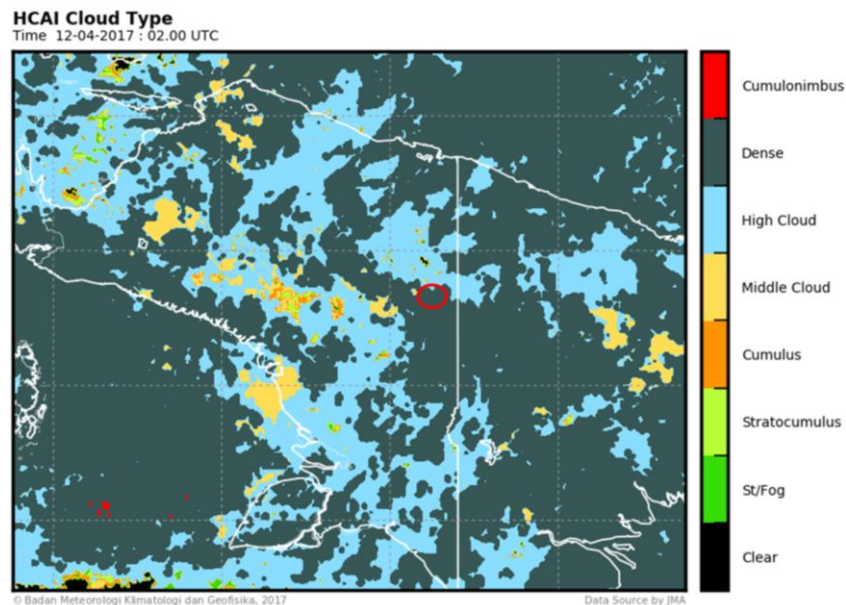 HCAI Cloud Type
Time 12-04-2017 : 02.00 UTC
Cumulonimbus
Dense
High Cloud
Middle Cloud
Cumulus
Stratocumulus
St/Fog
Clear
© Badan Meteorologi Klimatologi dan Geofisika, 2017
Data Source by JMA